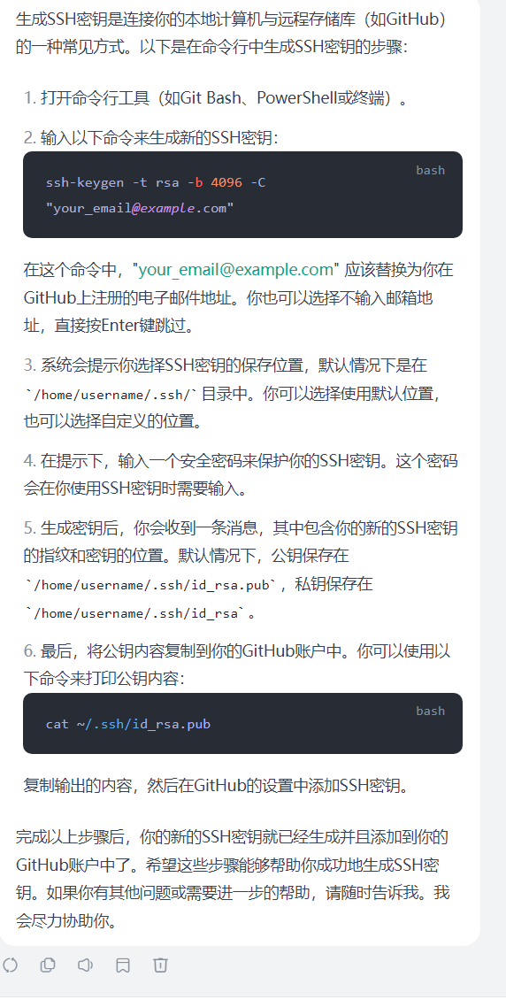 生成SSH密钥是连接你的本地计算机与远程存储库（如GitHub）
的一种常见方式。以下是在命令行中生成SSH密钥的步骤：
1. 打开命令行工具（如Git Bash、PowerShell或终端）。
2. 输入以下命令来生成新的SSH密钥：
bash
ssh-keygen -t rsa -b 4096 -C
"your_email@example.com"
在这个命令中，"your_email@example.com" 应该替换为你在
GitHub上注册的电子邮件地址。你也可以选择不输入邮箱地
址，直接按Enter键跳过。
3. 系统会提示你选择SSH密钥的保存位置，默认情况下是在
`/home/username/.ssh/`目录中。你可以选择使用默认位置，
也可以选择自定义的位置。
4. 在提示下，输入一个安全密码来保护你的SSH密钥。这个密码
会在你使用SSH密钥时需要输入。
5. 生成密钥后，你会收到一条消息，其中包含你的新的SSH密钥
的指纹和密钥的位置。默认情况下，公钥保存在
`/home/username/.ssh/id_rsa.pub`，私钥保存在
`/home/username/.ssh/id_rsa`。
6. 最后，将公钥内容复制到你的GitHub账户中。你可以使用以
下命令来打印公钥内容：
bash
cat ~/.ssh/id_rsa.pub
复制输出的内容，然后在GitHub的设置中添加SSH密钥。
完成以上步骤后，你的新的SSH密钥就已经生成并且添加到你的
GitHub账户中了。希望这些步骤能够帮助你成功地生成SSH密
钥。如果你有其他问题或需要进一步的帮助，请随时告诉我。我
会尽力协助你。